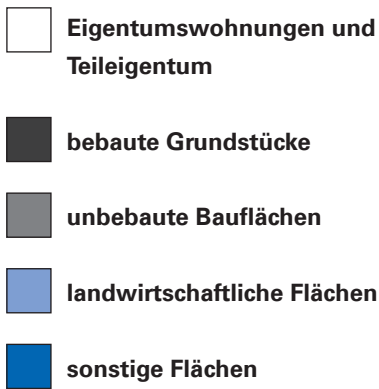 Eigentumswohnungen und
Teileigentum
bebaute Grundstücke
unbebaute Bauflächen
landwirtschaftliche Flächen
sonstige Flächen